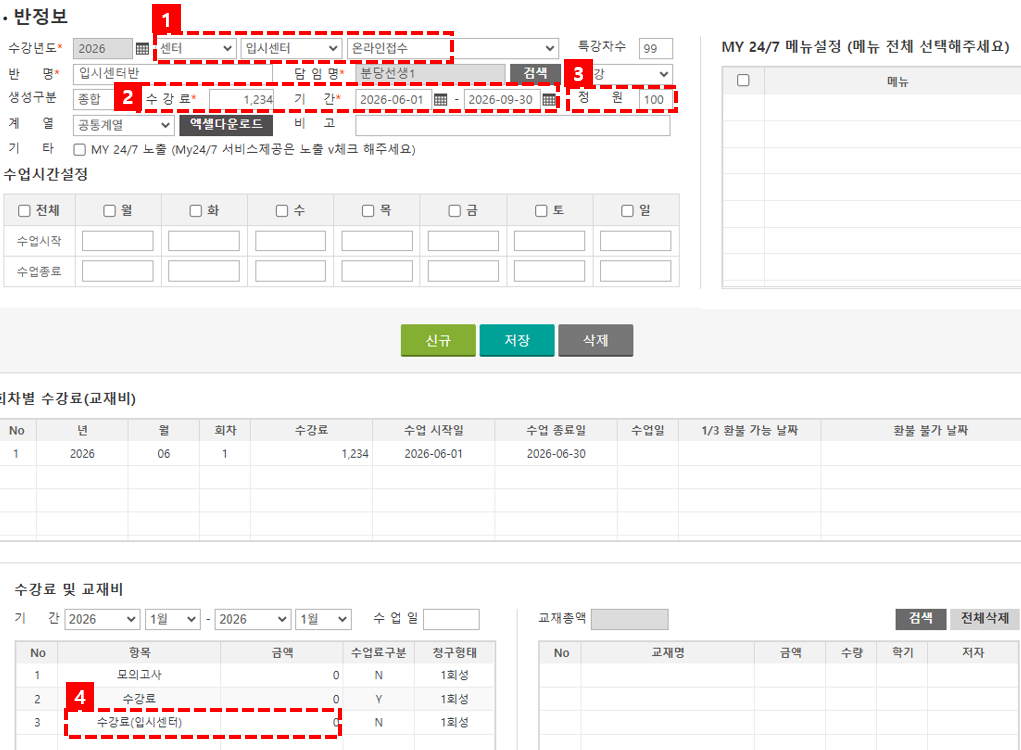 · 반정보
1
수강년도* 2026 센터 입시센터 온라인접수 특강차수 99
반 명* 입시센터반 담 임 명* 분당선생1 검색 3 강
생성구분 종합 2 수 강 료* 1,234 기 간* 2026-06-01 - 2026-09-30 정 원 100
계 열 공통계열 엑셀다운로드 비 고
기 타 MY 24/7 노출 (My24/7 서비스제공은 노출 v체크 해주세요)
MY 24/7 메뉴설정 (메뉴 전체 선택해주세요)
메뉴
수업시간설정
전체 월 화 수 목 금 토 일
수업시작
수업종료
신규 저장 삭제
회차별 수강료(교재비)
No 년 월 회차 수강료 수업 시작일 수업 종료일 수업일 1/3 환불 가능 날짜 환불 불가 날짜
1 2026 06 1 1,234 2026-06-01 2026-06-30
수강료 및 교재비
기 간 2026 1월 - 2026 1월 수 업 일
No 항목 금액 수업료구분 청구형태
1 모의고사 0 N 1회성
2 수강료 0 Y 1회성
4
3 수강료(입시센터) 0 N 1회성
교재총액 검색 전체삭제
No 교재명 금액 수량 학기 저자